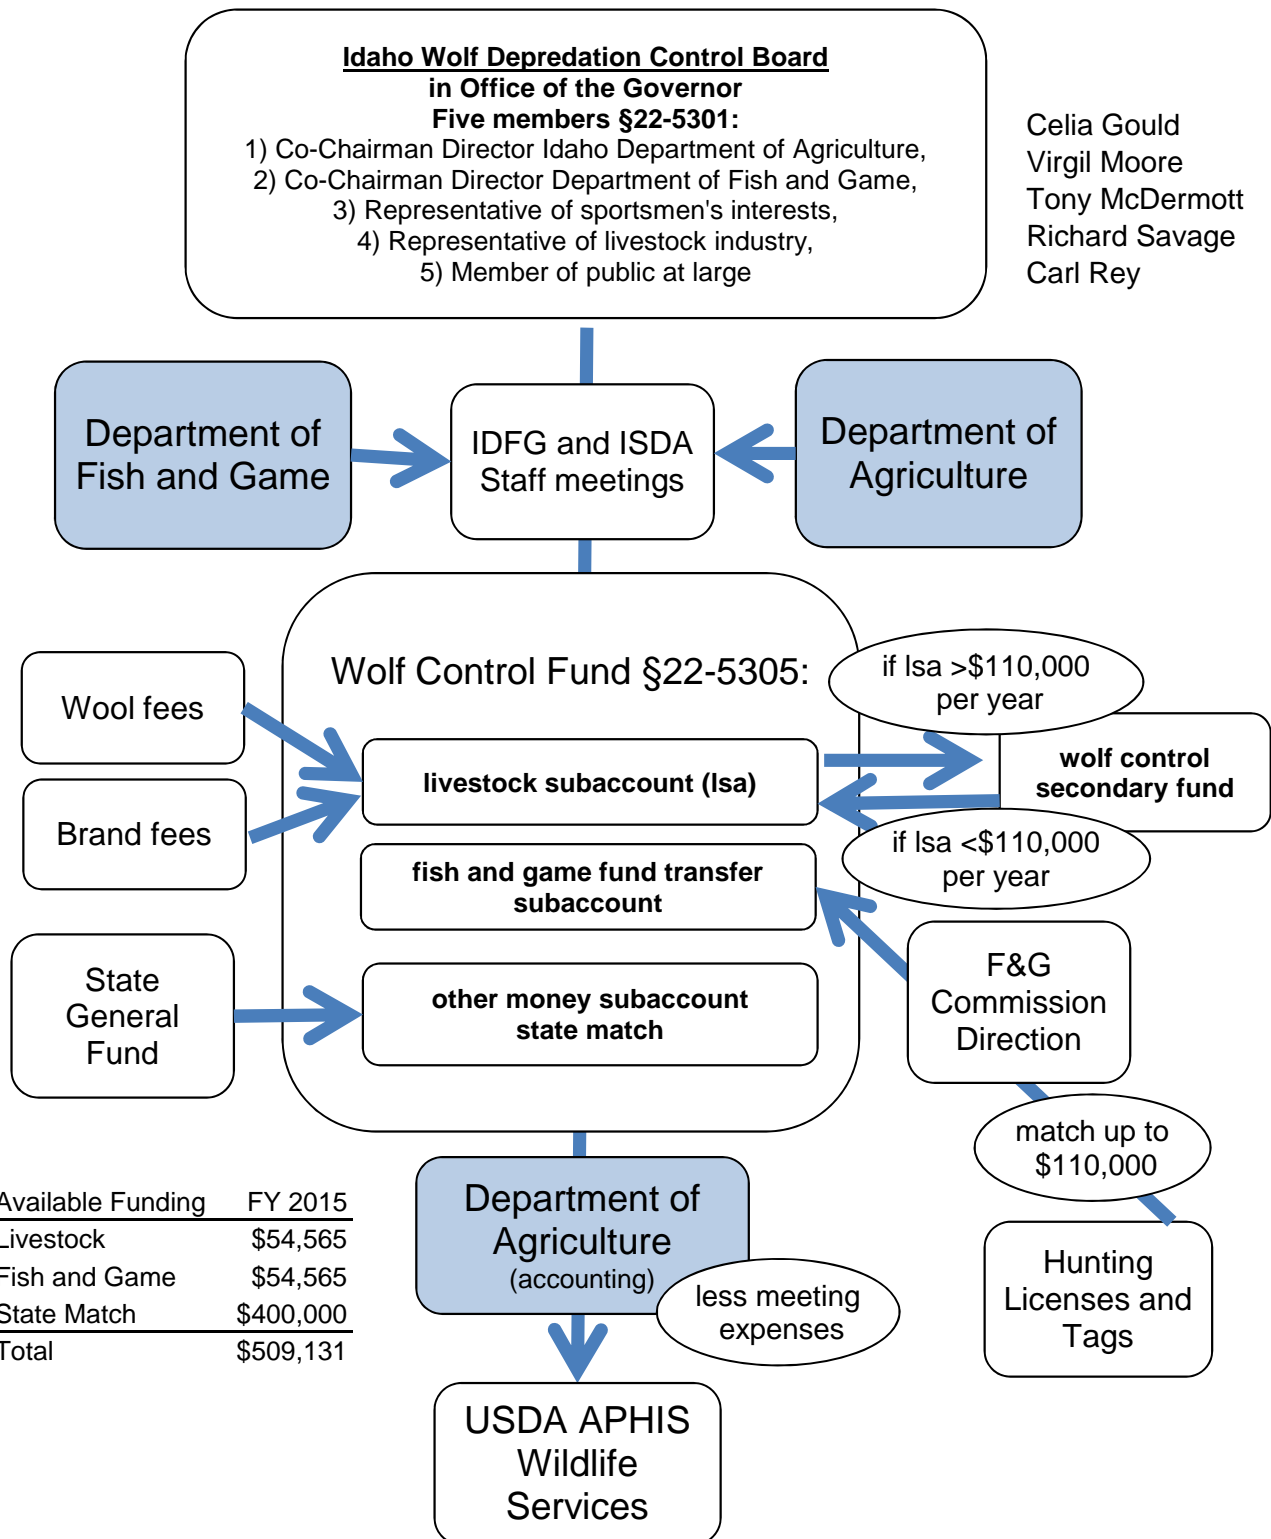 Idaho Wolf Depredation Control Board
in Office of the Governor
Five members §22-5301:
1) Co-Chairman Director Idaho Department of Agriculture,
2) Co-Chairman Director Department of Fish and Game,
3) Representative of sportsmen's interests,
4) Representative of livestock industry,
5) Member of public at large
Celia Gould
Virgil Moore
Tony McDermott
Richard Savage
Carl Rey
Department of
Fish and Game
IDFG and ISDA
Staff meetings
Department of
Agriculture
Wolf Control Fund §22-5305:
if lsa >$110,000
per year
Wool fees
livestock subaccount (lsa)
wolf control
secondary fund
Brand fees
if lsa <$110,000
per year
fish and game fund transfer
subaccount
State
General
Fund
other money subaccount
state match
F&G
Commission
Direction
match up to
$110,000
Hunting
Licenses and
Tags
Available Funding FY 2015
Livestock $54,565
Fish and Game $54,565
State Match $400,000
Total $509,131
Department of
Agriculture
(accounting)
less meeting
expenses
USDA APHIS
Wildlife
Services